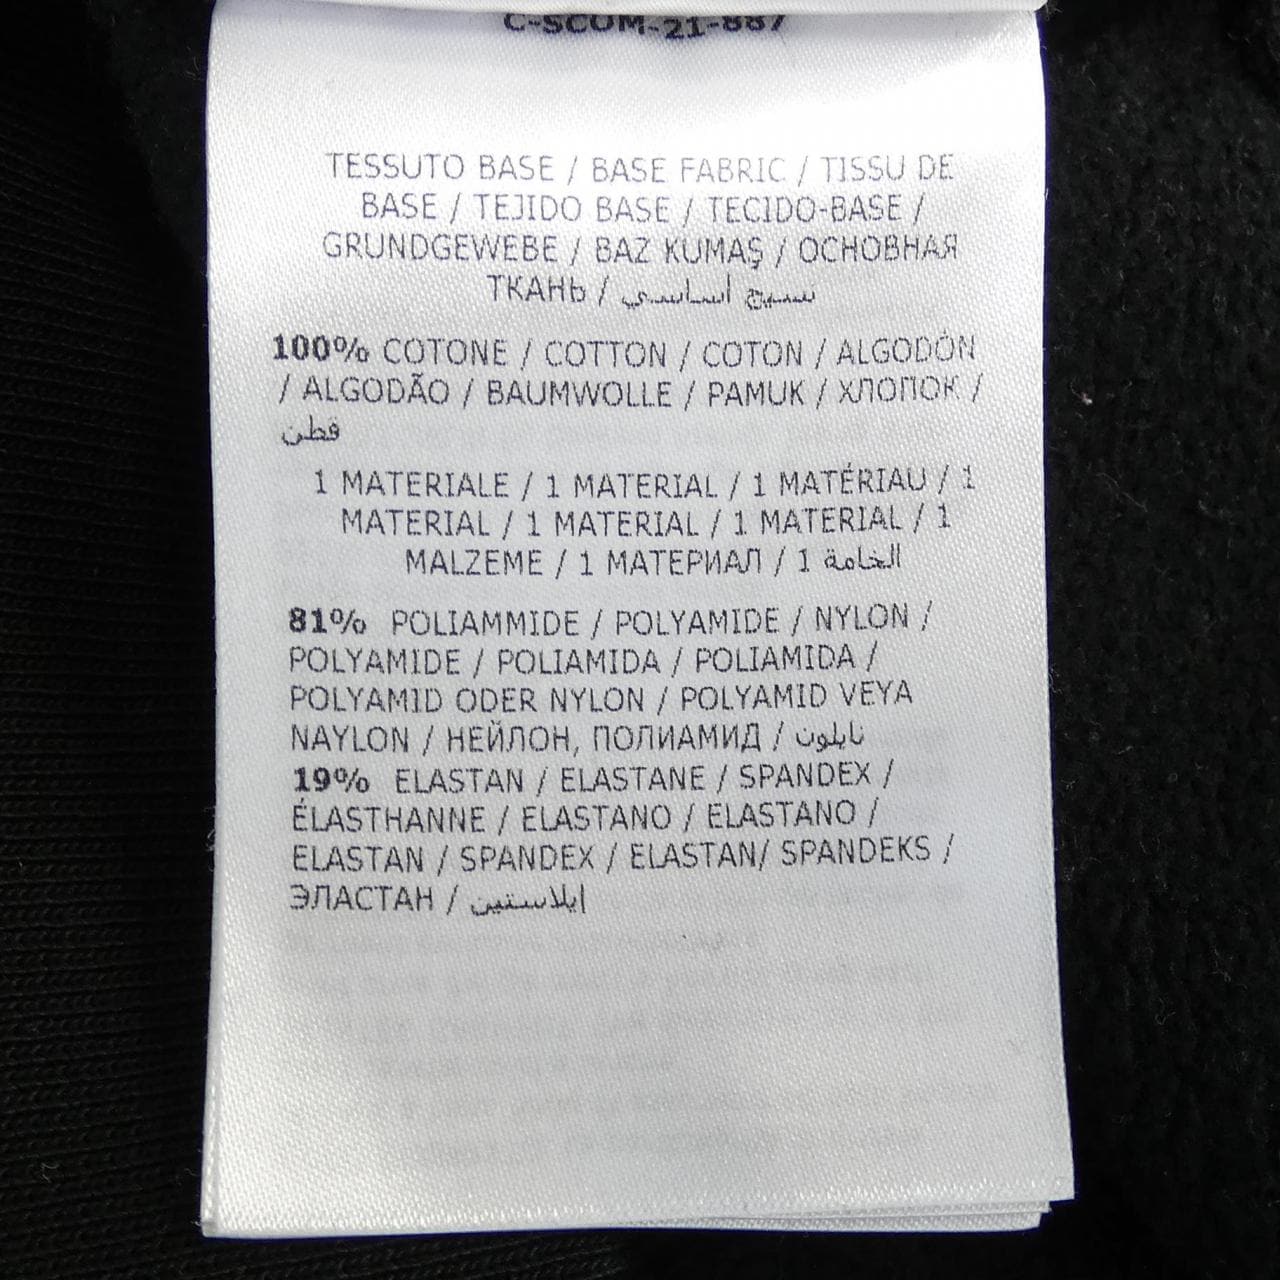 C-SCOM-21-887
TESSUTO BASE / BASE FABRIC / TISSU DE
BASE / TEJIDO BASE / TECIDO-BASE /
GRUNDGEWEBE / BAZ KUMAŞ / ОСНОВНАЯ
ТКАНЬ / نسيج أساسي
100% COTONE / COTTON / COTON / ALGODÓN
/ ALGODÃO / BAUMWOLLE / PAMUK / ХЛОПОК /
قطن
1 MATERIALE / 1 MATERIAL / 1 MATÉRIAU / 1
MATERIAL / 1 MATERIAL / 1 MATERIAL / 1
MALZEME / 1 МАТЕРИАЛ / 1 الخامة
81% POLIAMMIDE / POLYAMIDE / NYLON /
POLYAMIDE / POLIAMIDA / POLIAMIDA /
POLYAMID ODER NYLON / POLYAMID VEYA
NAYLON / НЕЙЛОН, ПОЛИАМИД / نايلون
19% ELASTAN / ELASTANE / SPANDEX /
ÉLASTHANNE / ELASTANO / ELASTANO /
ELASTAN / SPANDEX / ELASTAN/ SPANDEKS /
ЭЛАСТАН / إيلاستين